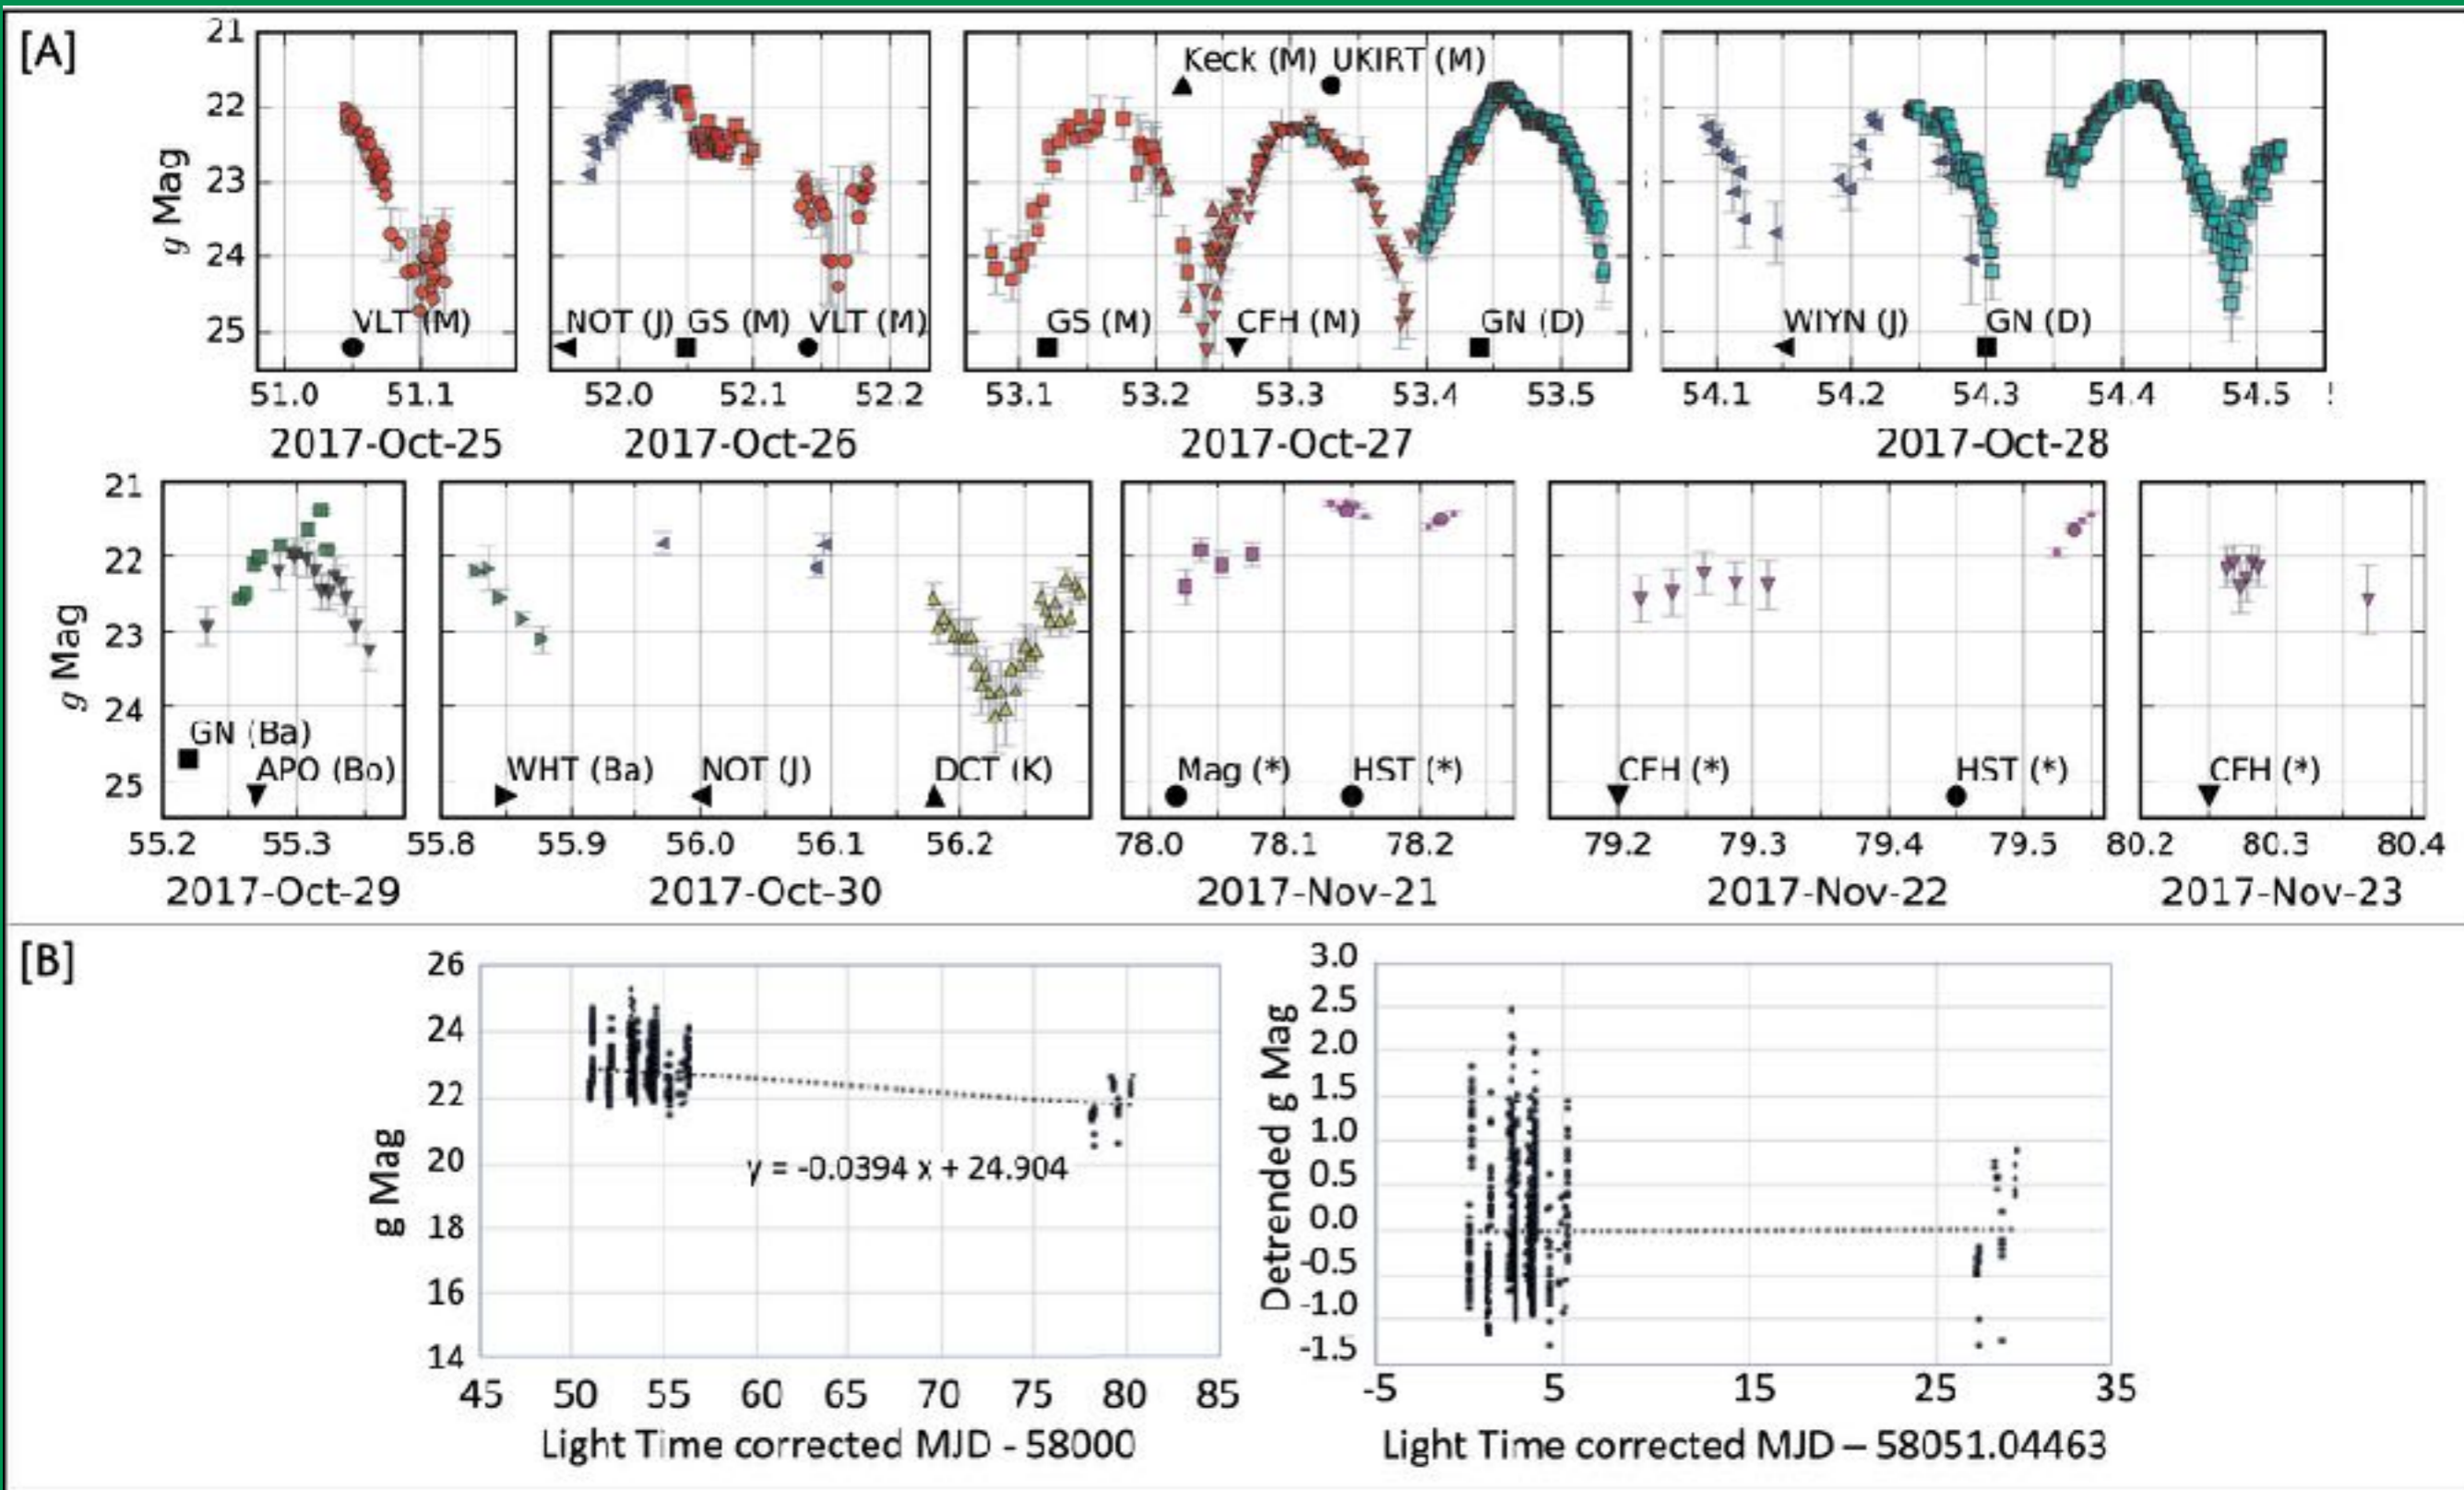 [A]
21
22
23
24
25
g Mag
Keck (M) UKIRT (M)
VLT (M)
NOT (J) GS (M) VLT (M)
GS (M) CFH (M) GN (D)
WIYN (J) GN (D)
51.0 51.1
52.0 52.1 52.2
53.1 53.2 53.3 53.4 53.5
54.1 54.2 54.3 54.4 54.5
2017-Oct-25
2017-Oct-26
2017-Oct-27
2017-Oct-28
21
22
23
24
25
g Mag
GN (Ba)
APO (Bo)
WHT (Ba) NOT (J) DCT (K)
Mag (*) HST (*)
CFH (*) HST (*)
CFH (*)
55.2 55.3
55.8 55.9 56.0 56.1 56.2
78.0 78.1 78.2
79.2 79.3 79.4 79.5
80.2 80.3 80.4
2017-Oct-29
2017-Oct-30
2017-Nov-21
2017-Nov-22
2017-Nov-23
[B]
26
24
22
20
18
16
14
g Mag
y = -0.0394 x + 24.904
45 50 55 60 65 70 75 80 85
Light Time corrected MJD - 58000
3.0
2.5
2.0
1.5
1.0
0.5
0.0
-0.5
-1.0
-1.5
Detrended g Mag
-5 5 15 25 35
Light Time corrected MJD – 58051.04463